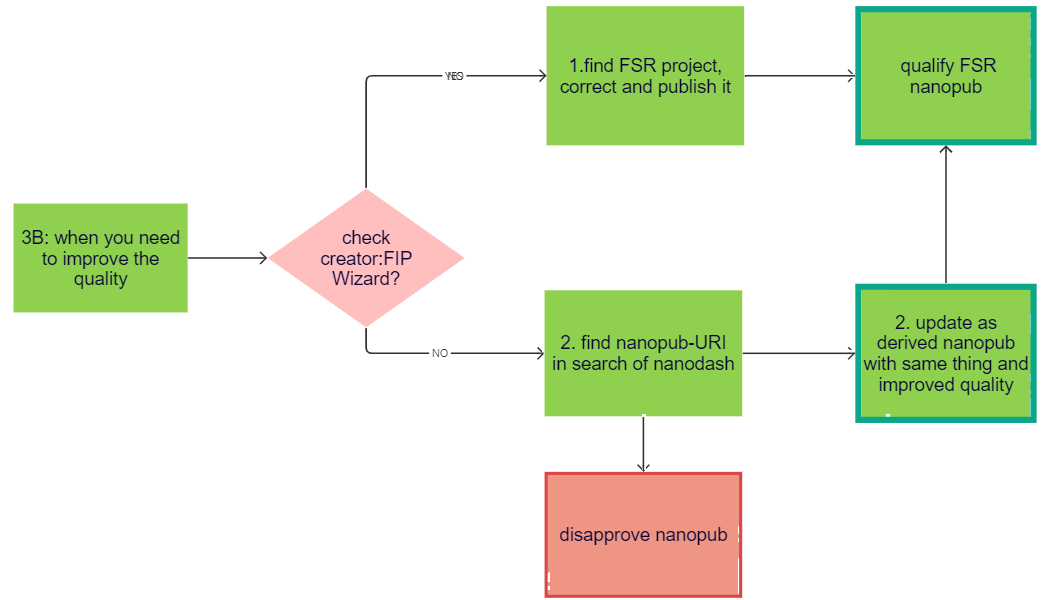 1.find FSR project,
correct and publish it
qualify FSR
nanopub
3B: when you need
to improve the
quality
check
creator:FIP
Wizard?
NO
2. find nanopub-URI
in search of nanodash
2. update as
derived nanopub
with same thing and
improved quality
disapprove nanopub